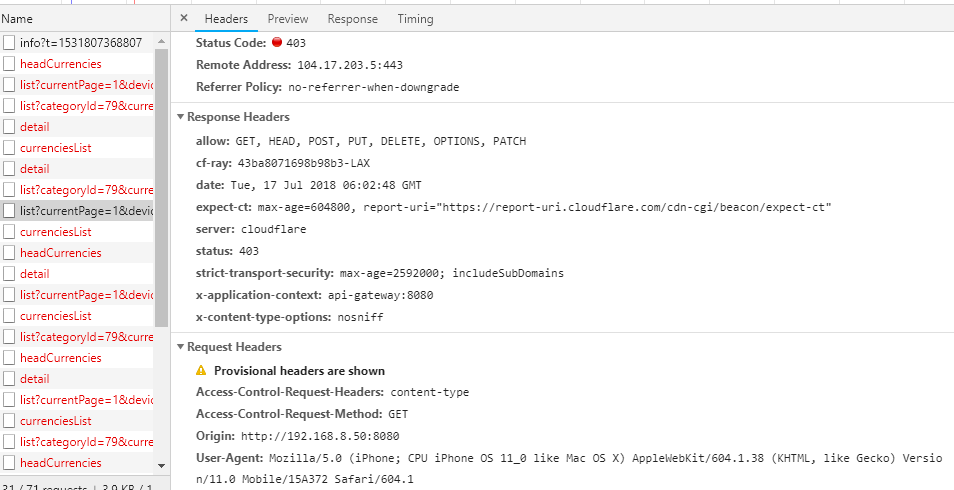 Name
Headers Preview Response Timing
info?t=1531807368807
headCurrencies
list?currentPage=1&devic
list?categoryId=79&curre
detail
currenciesList
detail
list?categoryId=79&curre
list?currentPage=1&devic
currenciesList
headCurrencies
detail
list?currentPage=1&devic
currenciesList
list?categoryId=79&curre
headCurrencies
detail
list?currentPage=1&devic
currenciesList
list?categoryId=79&curre
headCurrencies
Status Code: 403
Remote Address: 104.17.203.5:443
Referrer Policy: no-referrer-when-downgrade
Response Headers
allow: GET, HEAD, POST, PUT, DELETE, OPTIONS, PATCH
cf-ray: 43ba8071698b98b3-LAX
date: Tue, 17 Jul 2018 06:02:48 GMT
expect-ct: max-age=604800, report-uri="https://report-uri.cloudflare.com/cdn-cgi/beacon/expect-ct"
server: cloudflare
status: 403
strict-transport-security: max-age=2592000; includeSubDomains
x-application-context: api-gateway:8080
x-content-type-options: nosniff
Request Headers
Provisional headers are shown
Access-Control-Request-Headers: content-type
Access-Control-Request-Method: GET
Origin: http://192.168.8.50:8080
User-Agent: Mozilla/5.0 (iPhone; CPU iPhone OS 11_0 like Mac OS X) AppleWebKit/604.1.38 (KHTML, like Gecko) Versio
n/11.0 Mobile/15A372 Safari/604.1
31 / 71 requests | 3.9 KB / 1